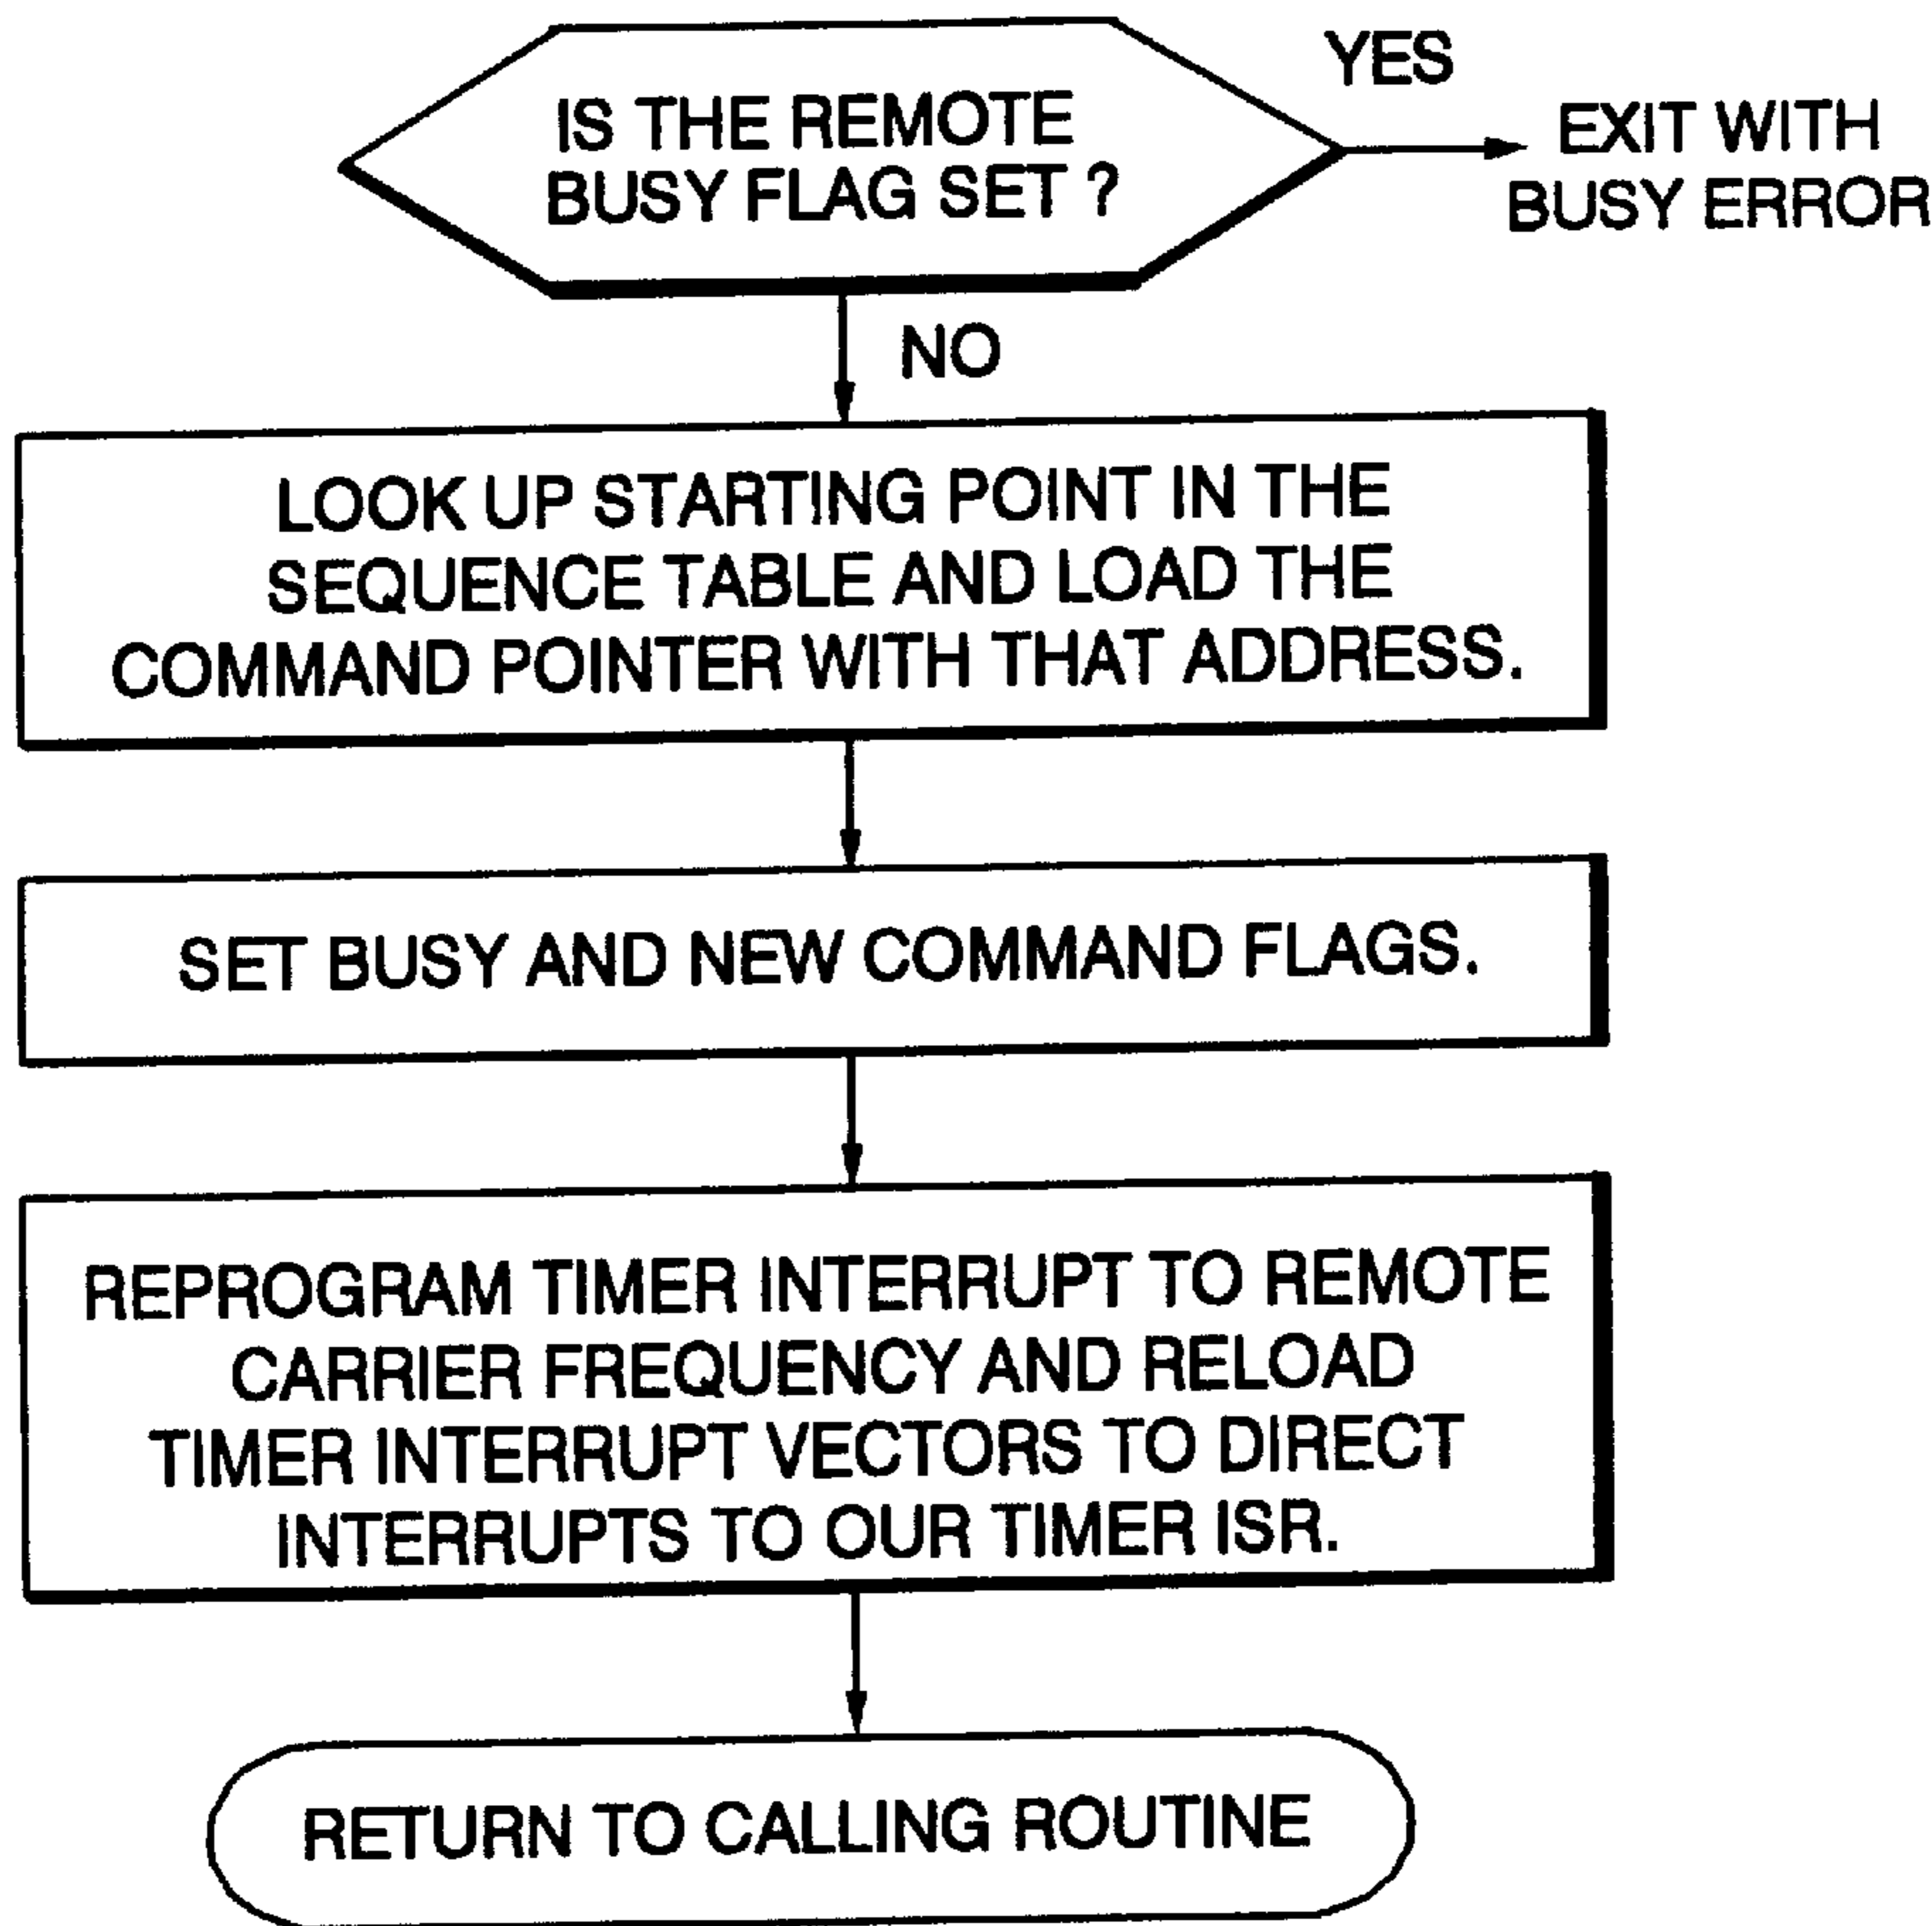 IS THE REMOTE
BUSY FLAG SET ?
YES
EXIT WITH
BUSY ERROR
NO
LOOK UP STARTING POINT IN THE
SEQUENCE TABLE AND LOAD THE
COMMAND POINTER WITH THAT ADDRESS.
SET BUSY AND NEW COMMAND FLAGS.
REPROGRAM TIMER INTERRUPT TO REMOTE
CARRIER FREQUENCY AND RELOAD
TIMER INTERRUPT VECTORS TO DIRECT
INTERRUPTS TO OUR TIMER ISR.
RETURN TO CALLING ROUTINE